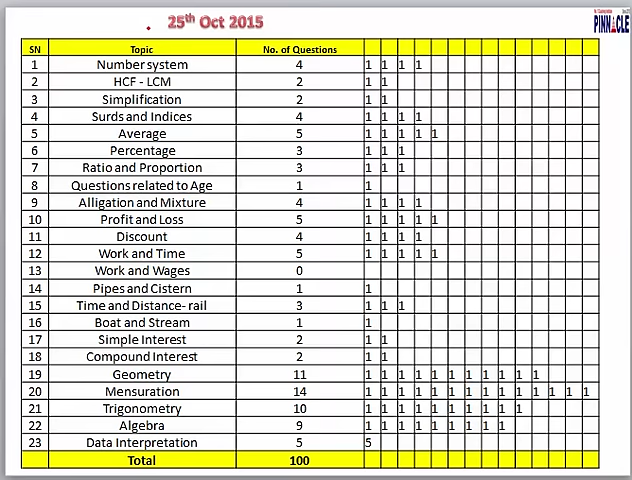 25th Oct 2015
PINNACLE
SN Topic No. of Questions
1 Number system 4 1 1 1 1
2 HCF - LCM 2 1 1
3 Simplification 2 1 1
4 Surds and Indices 4 1 1 1 1
5 Average 5 1 1 1 1 1
6 Percentage 3 1 1 1
7 Ratio and Proportion 3 1 1 1
8 Questions related to Age 1 1
9 Alligation and Mixture 4 1 1 1 1
10 Profit and Loss 5 1 1 1 1 1
11 Discount 4 1 1 1 1
12 Work and Time 5 1 1 1 1 1
13 Work and Wages 0
14 Pipes and Cistern 1 1
15 Time and Distance- rail 3 1 1 1
16 Boat and Stream 1 1
17 Simple Interest 2 1 1
18 Compound Interest 2 1 1
19 Geometry 11 1 1 1 1 1 1 1 1 1 1 1
20 Mensuration 14 1 1 1 1 1 1 1 1 1 1 1 1 1 1
21 Trigonometry 10 1 1 1 1 1 1 1 1 1 1
22 Algebra 9 1 1 1 1 1 1 1 1 1
23 Data Interpretation 5 5
Total 100